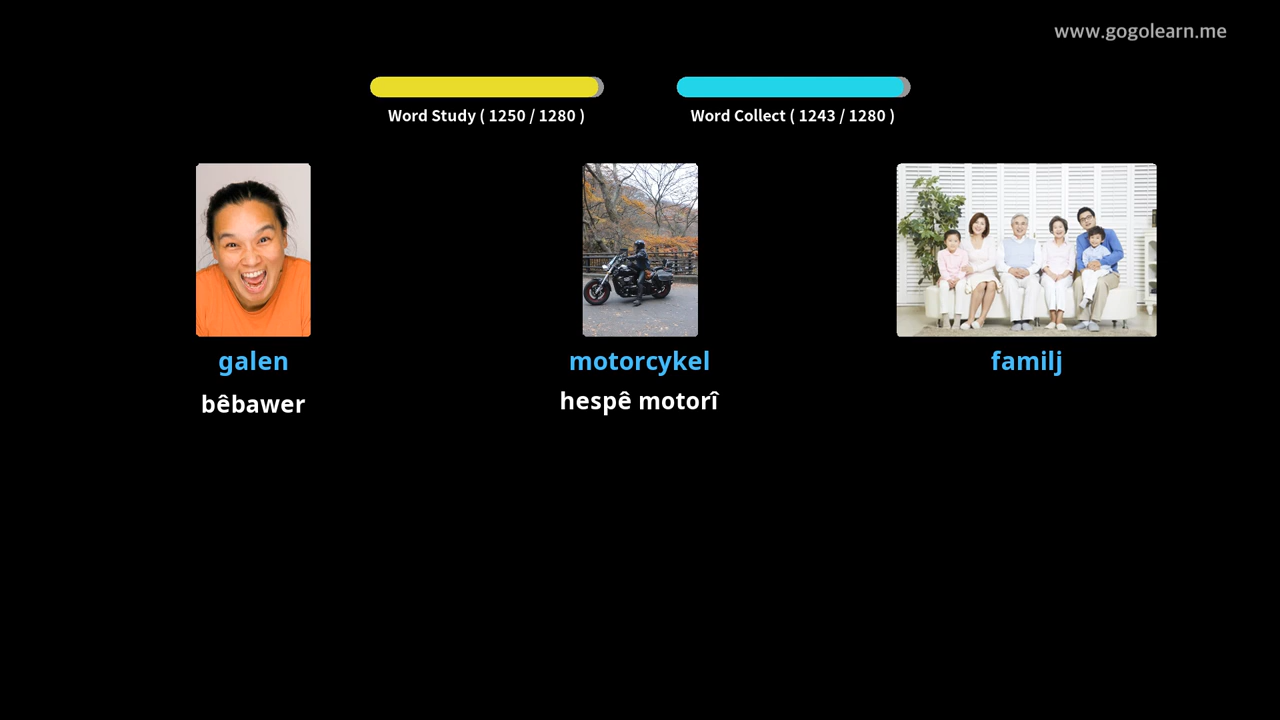 www.gogolearn.me
Word Study ( 1250 / 1280 )
Word Collect ( 1243 / 1280 )
galen
motorcykel
familj
bêbawer
hespê motorî